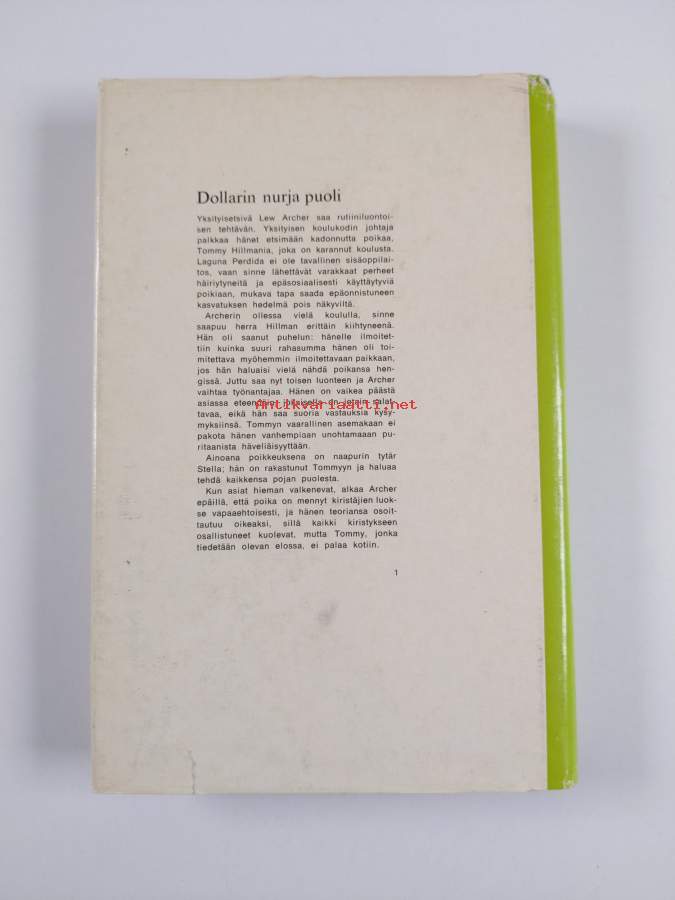 Dollarin nurja puoli
Yksityisetsivä Lew Archer saa rutiiniluontoi-
sen tehtävän. Yksityisen koulukodin johtaja
palkkaa hänet etsimään kadonnutta poikaa,
Tommy Hillmania, joka on karannut koulusta.
Laguna Perdida ei ole tavallinen sisäoppilai-
tos, vaan sinne lähettävät varakkaat perheet
häiriytyneitä ja epäsosiaalisesti käyttäytyviä
poikiaan, mukava tapa saada epäonnistuneen
kasvatuksen hedelmä pois näkyviltä.
Archerin ollessa vielä koululla, sinne
saapuu herra Hillman erittäin kiihtyneenä.
Hän oli saanut puhelun: hänelle ilmoitet-
tiin kuinka suuri rahasumma hänen oli toi-
mitettava myöhemmin ilmoitettavaan paikkaan,
jos hän haluaisi vielä nähdä poikansa hen-
gissä. Juttu saa nyt toisen luonteen ja Archer
vaihtaa työnantajaa. Hänen on vaikea päästä
asiassa eteenpäin: jokaisella on jotain salat-
Antikvariaatti.net
tavaa, eikä hän saa suoria vastauksia kysy-
myksiinsä. Tommyn vaarallinen asemakaan ei
pakota hänen vanhempiaan unohtamaaan pu-
ritaanista häveliäisyyttään.
Ainoana poikkeuksena on naapurin tytär
Stella; hän on rakastunut Tommyyn ja haluaa
tehdä kaikkensa pojan puolesta.
Kun asiat hieman valkenevat, alkaa Archer
epäillä, että poika on mennyt kiristäjien luok-
se vapaaehtoisesti, ja hänen teoriansa osoit-
tautuu oikeaksi, sillä kaikki kiristykseen
osallistuneet kuolevat, mutta Tommy, jonka
tiedetään olevan elossa, ei palaa kotiin.
1